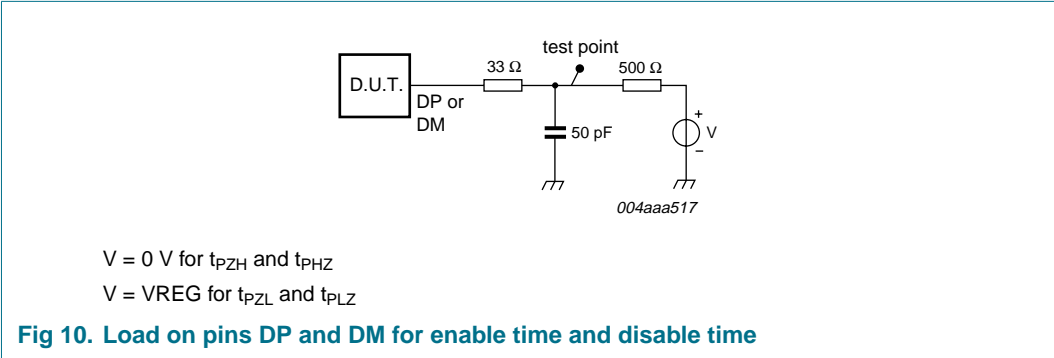 test point
33 Ω
500 Ω
D.U.T.
DP or
DM
50 pF
+
V
−
004aaa517
V = 0 V for tPZH and tPHZ
V = VREG for tPZL and tPLZ
Fig 10. Load on pins DP and DM for enable time and disable time